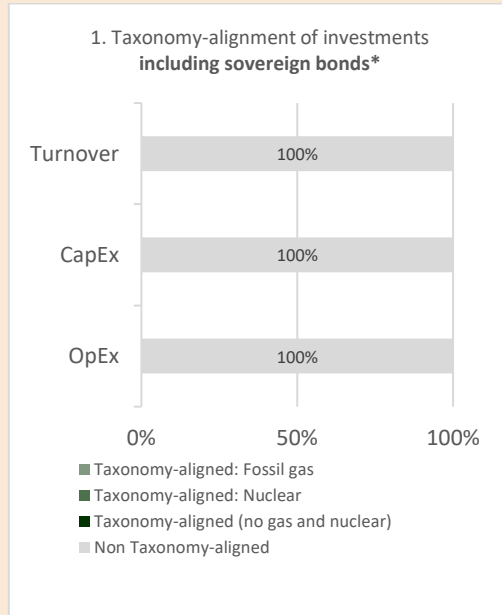 1. Taxonomy-alignment of investments
including sovereign bonds*
Turnover
100%
CapEx
100%
OpEx
100%
0%
50%
100%
Taxonomy-aligned: Fossil gas
Taxonomy-aligned: Nuclear
Taxonomy-aligned (no gas and nuclear)
Non Taxonomy-aligned